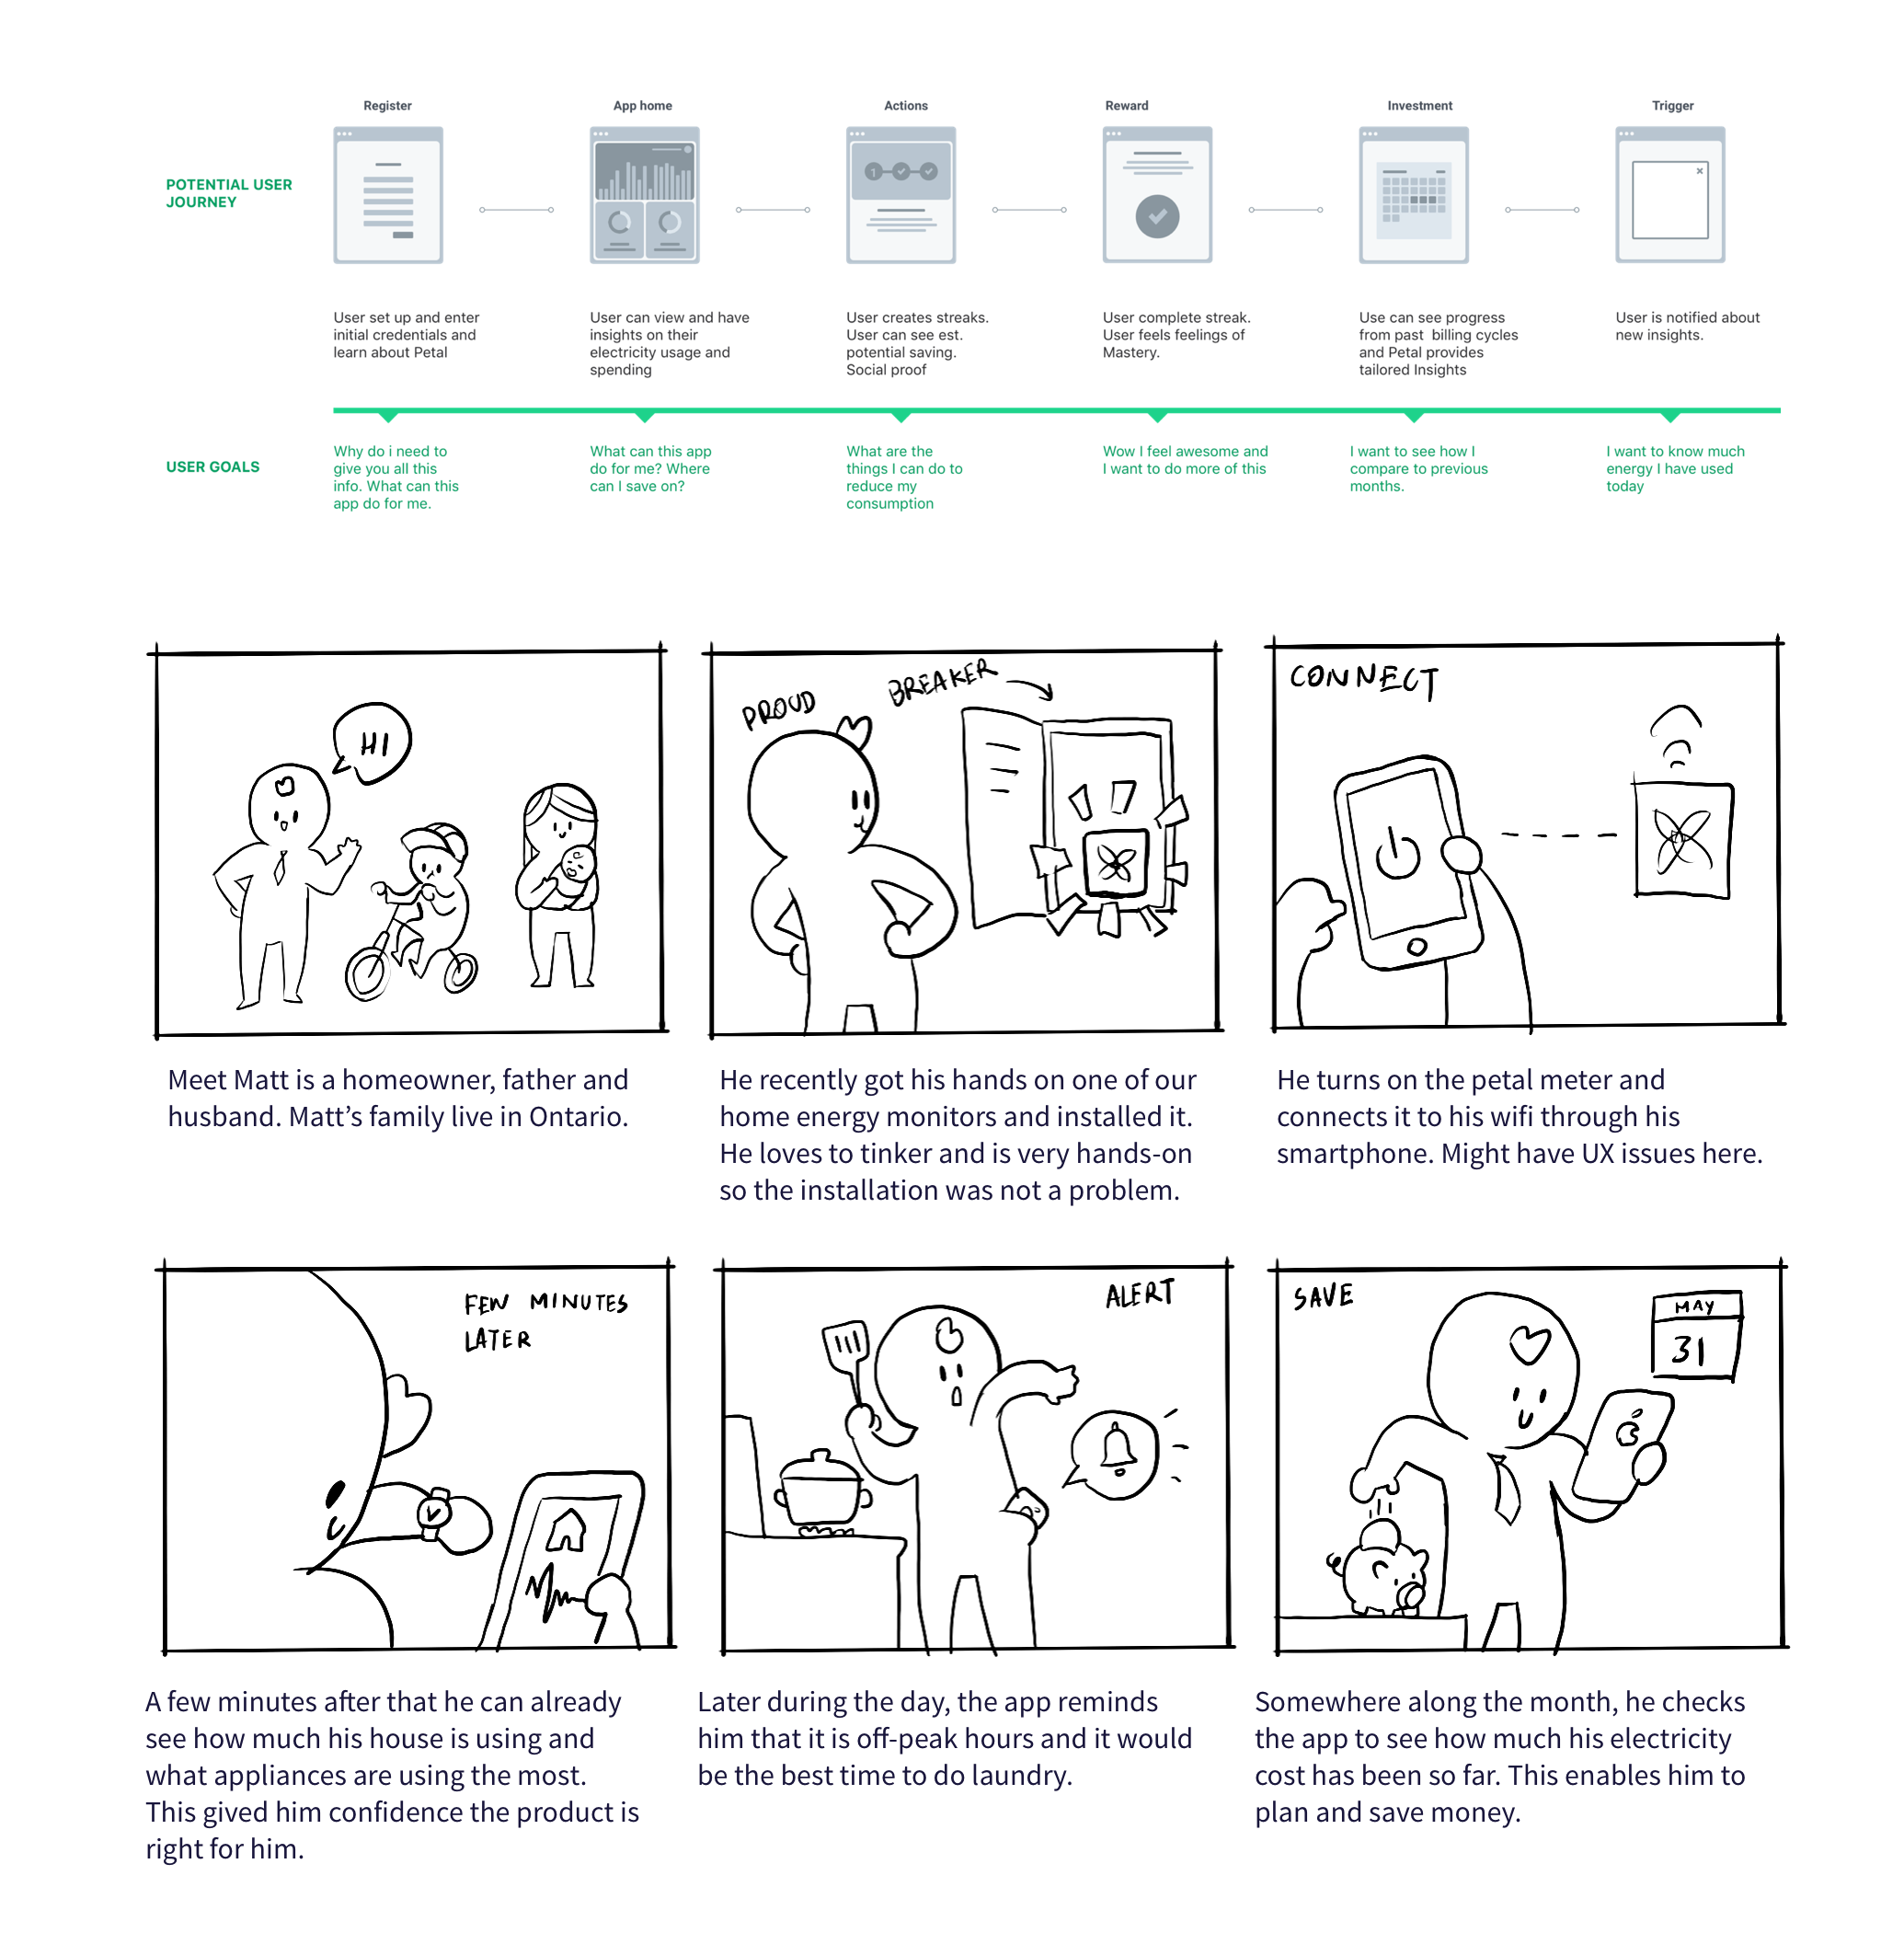 Register
App home
Actions
Reward
Investment
Trigger
POTENTIAL USER
JOURNEY
1
User set up and enter
initial credentials and
learn about Petal
User can view and have
insights on their
electricity usage and
spending
User creates streaks.
User can see est.
potential saving.
Social proof
User complete streak.
User feels feelings of
Mastery.
Use can see progress
from past billing cycles
and Petal provides
tailored Insights
User is notified about
new insights.
USER GOALS
Why do i need to
give you all this
info. What can this
app do for me.
What can this app
do for me? Where
can I save on?
What are the
things I can do to
reduce my
consumption
Wow I feel awesome and
I want to do more of this
I want to see how I
compare to previous
months.
I want to know much
energy I have used
today
HI
PROUD
BREAKER
CONNECT
Meet Matt is a homeowner, father and
husband. Matt’s family live in Ontario.
He recently got his hands on one of our
home energy monitors and installed it.
He loves to tinker and is very hands-on
so the installation was not a problem.
He turns on the petal meter and
connects it to his wifi through his
smartphone. Might have UX issues here.
FEW MINUTES
LATER
ALERT
SAVE
MAY
31
A few minutes after that he can already
see how much his house is using and
what appliances are using the most.
This gived him confidence the product is
right for him.
Later during the day, the app reminds
him that it is off-peak hours and it would
be the best time to do laundry.
Somewhere along the month, he checks
the app to see how much his electricity
cost has been so far. This enables him to
plan and save money.